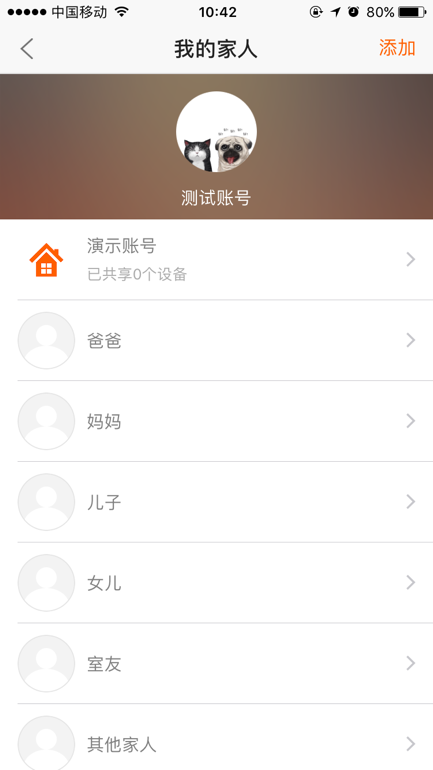 中国移动 10:42 80%
我的家人 添加
测试账号
演示账号
已共享0个设备
爸爸
妈妈
儿子
女儿
室友
其他家人